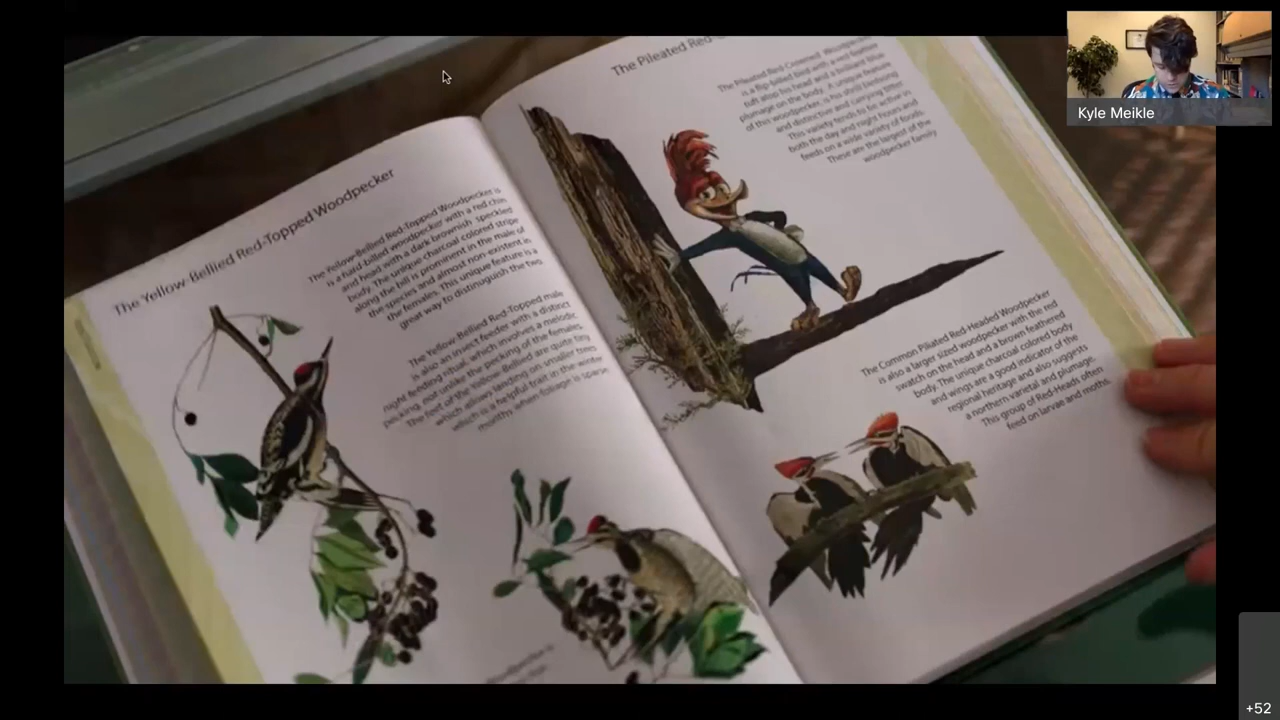 The Yellow-Bellied Red-Topped Woodpecker
The Yellow-Bellied Red-Topped Woodpecker is
is a hard-billed woodpecker with a red chin
and head with a dark brownish speckled
body. The unique charcoal colored stripe
along the bill is prominent in the male of
the species and almost non-existent in
the females. This unique feature is a
great way to distinguish the two.
The Yellow-Bellied Red-Topped male
is also an insect feeder with a distinct
night feeding ritual, which involves a melodic
pecking, not unlike the pecking of the females.
The feet of the Yellow-Bellied are quite tiny
which allows landing on smaller trees
which is a helpful trait in the winter
months when foliage is sparse
The Pileated Red-
The Pileated Red-Crowned Woodpecker
is a flip-billed bird with a red feather
tuft atop his head and a brilliant blue
plumage on the body. A unique feature
of this woodpecker, is his shrill birdsong
and distinctive and carrying titter.
This variety tends to be active in
both the day and night hours and
feeds on a wide variety of foods.
These are the largest of the
woodpecker family
The Common Pileated Red-Headed Woodpecker
is also a larger sized woodpecker with the red
swatch on the head and a brown feathered
body. The unique charcoal colored body
and wings are a good indicator of the
regional heritage and also suggests
a northern varietal and plumage.
This group of Red-Heads often
feed on larvae and moths.
Kyle Meikle
+52